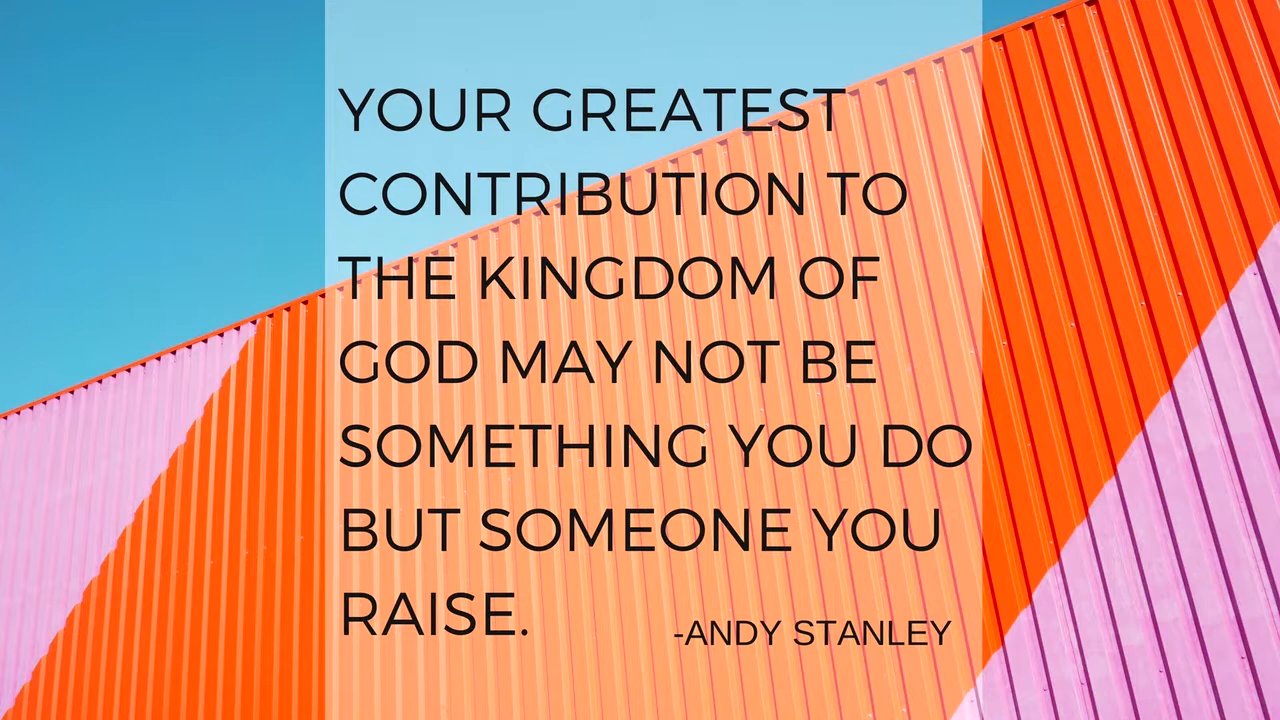 YOUR GREATEST
CONTRIBUTION TO
THE KINGDOM OF
GOD MAY NOT BE
SOMETHING YOU DO
BUT SOMEONE YOU
RAISE.
-ANDY STANLEY